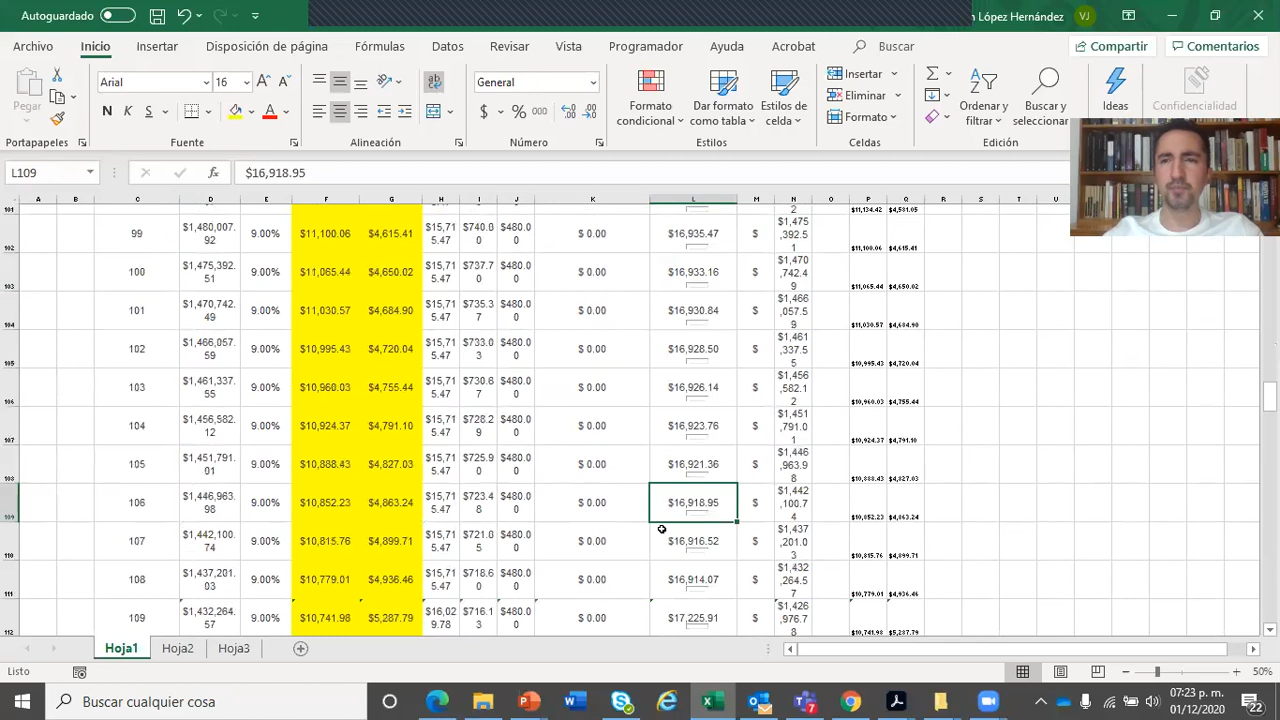 Autoguardado
n López Hernández VJ
Archivo Inicio Insertar Disposición de página Fórmulas Datos Revisar Vista Programador Ayuda Acrobat Buscar Compartir Comentarios
Pegar
Arial 16
N K S
General
$ % 000
Formato condicional
Dar formato como tabla
Estilos de celda
Insertar
Eliminar
Formato
Ordenar y filtrar
Buscar y seleccionar
Ideas
Confidencialidad
Portapapeles Fuente Alineación Número Estilos Celdas Edición
L109 fx $16,918.95
A B C D E F G H I J K L M N O P Q R S T U
101 2 $11,134.42 $4,581.05
102 99 $1,480,007.92 9.00% $11,100.06 $4,615.41 $15,715.47 $740.00 $480.00 $ 0.00 $16,935.47 $ $1,475,392.51 $11,100.06 $4,615.41
103 100 $1,475,392.51 9.00% $11,065.44 $4,650.02 $15,715.47 $737.70 $480.00 $ 0.00 $16,933.16 $ $1,470,742.49 $11,065.44 $4,650.02
104 101 $1,470,742.49 9.00% $11,030.57 $4,684.90 $15,715.47 $735.37 $480.00 $ 0.00 $16,930.84 $ $1,466,057.59 $11,030.57 $4,684.90
105 102 $1,466,057.59 9.00% $10,995.43 $4,720.04 $15,715.47 $733.03 $480.00 $ 0.00 $16,928.50 $ $1,461,337.55 $10,995.43 $4,720.04
106 103 $1,461,337.55 9.00% $10,960.03 $4,755.44 $15,715.47 $730.67 $480.00 $ 0.00 $16,926.14 $ $1,456,582.12 $10,960.03 $4,755.44
107 104 $1,456,582.12 9.00% $10,924.37 $4,791.10 $15,715.47 $728.29 $480.00 $ 0.00 $16,923.76 $ $1,451,791.01 $10,924.37 $4,791.10
108 105 $1,451,791.01 9.00% $10,888.43 $4,827.03 $15,715.47 $725.90 $480.00 $ 0.00 $16,921.36 $ $1,446,963.98 $10,888.43 $4,827.03
109 106 $1,446,963.98 9.00% $10,852.23 $4,863.24 $15,715.47 $723.48 $480.00 $ 0.00 $16,918.95 $ $1,442,100.74 $10,852.23 $4,863.24
110 107 $1,442,100.74 9.00% $10,815.76 $4,899.71 $15,715.47 $721.05 $480.00 $ 0.00 $16,916.52 $ $1,437,201.03 $10,815.76 $4,899.71
111 108 $1,437,201.03 9.00% $10,779.01 $4,936.46 $15,715.47 $718.60 $480.00 $ 0.00 $16,914.07 $ $1,432,264.57 $10,779.01 $4,936.46
112 109 $1,432,264.57 9.00% $10,741.98 $5,287.79 $16,029.78 $716.13 $480.00 $ 0.00 $17,225.91 $ $1,426,976.78 $10,741.98 $5,287.79
Hoja1 Hoja2 Hoja3
Listo 50%
Buscar cualquier cosa
07:23 p. m.
01/12/2020
22